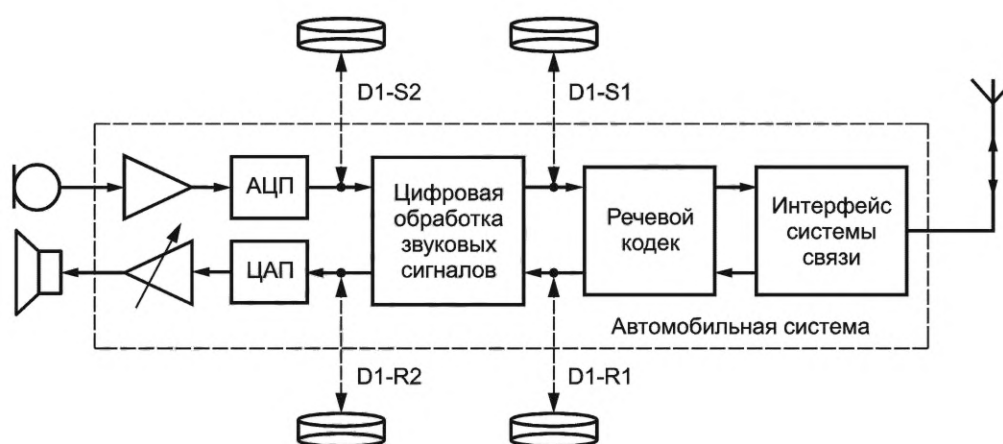 D1-S2
D1-S1
АЦП
Цифровая
обработка
звуковых
сигналов
Речевой
кодек
Интерфейс
системы
связи
ЦАП
Автомобильная система
D1-R2
D1-R1